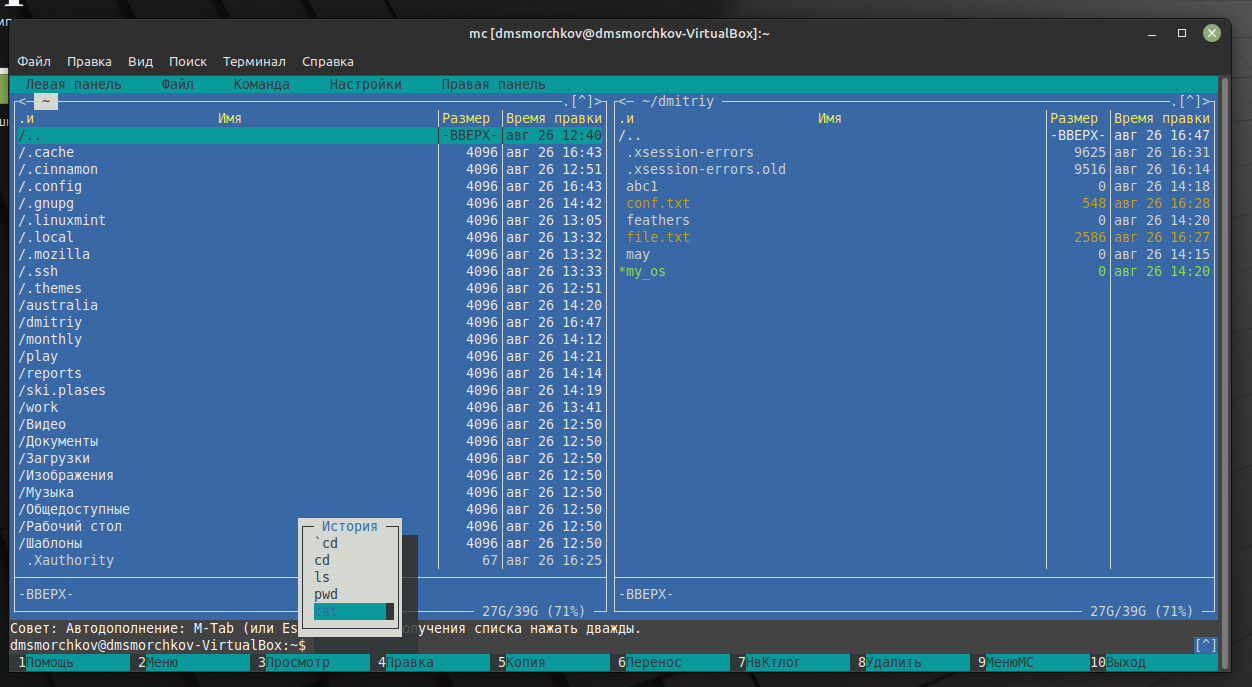 mc [dmsmorchkov@dmsmorchkov-VirtualBox]:~
Файл Правка Вид Поиск Терминал Справка
Левая панель Файл Команда Настройки Правая панель
<─ ~ .[^]> <─ ~/dmitriy .[^]>
.и Имя Размер Время правки .и Имя Размер Время правки
/.. -ВВЕРХ- авг 26 12:40 /.. -ВВЕРХ- авг 26 16:47
/.cache 4096 авг 26 16:43 .xsession-errors 9625 авг 26 16:31
/.cinnamon 4096 авг 26 12:51 .xsession-errors.old 9516 авг 26 16:14
/.config 4096 авг 26 16:43 abc1 0 авг 26 14:18
/.gnupg 4096 авг 26 14:42 conf.txt 548 авг 26 16:28
/.linuxmint 4096 авг 26 13:05 feathers 0 авг 26 14:20
/.local 4096 авг 26 13:32 file.txt 2586 авг 26 16:27
/.mozilla 4096 авг 26 13:32 may 0 авг 26 14:15
/.ssh 4096 авг 26 13:33 *my_os 0 авг 26 14:20
/.themes 4096 авг 26 12:51
/australia 4096 авг 26 14:20
/dmitriy 4096 авг 26 16:47
/monthly 4096 авг 26 14:12
/play 4096 авг 26 14:21
/reports 4096 авг 26 14:14
/ski.plases 4096 авг 26 14:19
/work 4096 авг 26 13:41
/Видео 4096 авг 26 12:50
/Документы 4096 авг 26 12:50
/Загрузки 4096 авг 26 12:50
/Изображения 4096 авг 26 12:50
/Музыка 4096 авг 26 12:50
/Общедоступные 4096 авг 26 12:50
/Рабочий стол 4096 авг 26 12:50
/Шаблоны 4096 авг 26 12:50
.Xauthority 67 авг 26 16:25
История
`cd
cd
ls
pwd
cat
-ВВЕРХ- -ВВЕРХ-
27G/39G (71%) 27G/39G (71%)
Совет: Автодополнение: M-Tab (или Es лучения списка нажать дважды.
dmsmorchkov@dmsmorchkov-VirtualBox:~$ [^]
1Помощь 2Меню 3Просмотр 4Правка 5Копия 6Перенос 7НвКтлог 8Удалить 9МенюMC 10Выход